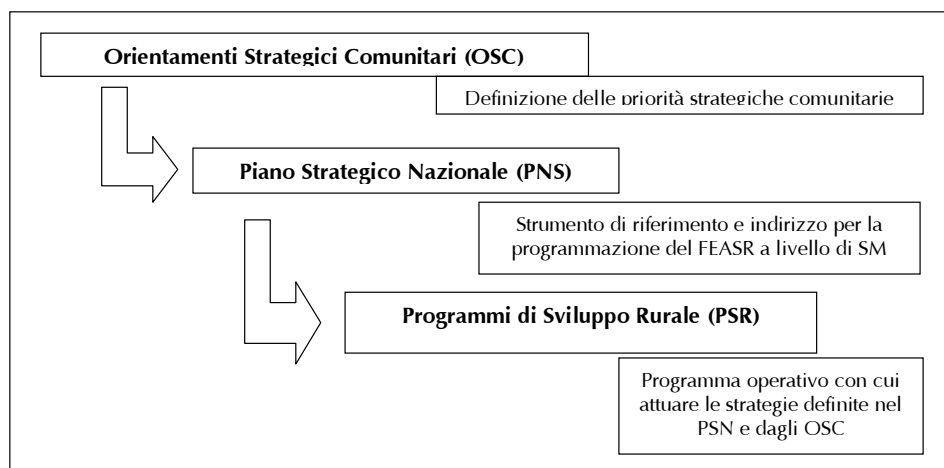 Orientamenti Strategici Comunitari (OSC)
Definizione delle priorità strategiche comunitarie
Piano Strategico Nazionale (PNS)
Strumento di riferimento e indirizzo per la
programmazione del FEASR a livello di SM
Programmi di Sviluppo Rurale (PSR)
Programma operativo con cui
attuare le strategie definite nel
PSN e dagli OSC